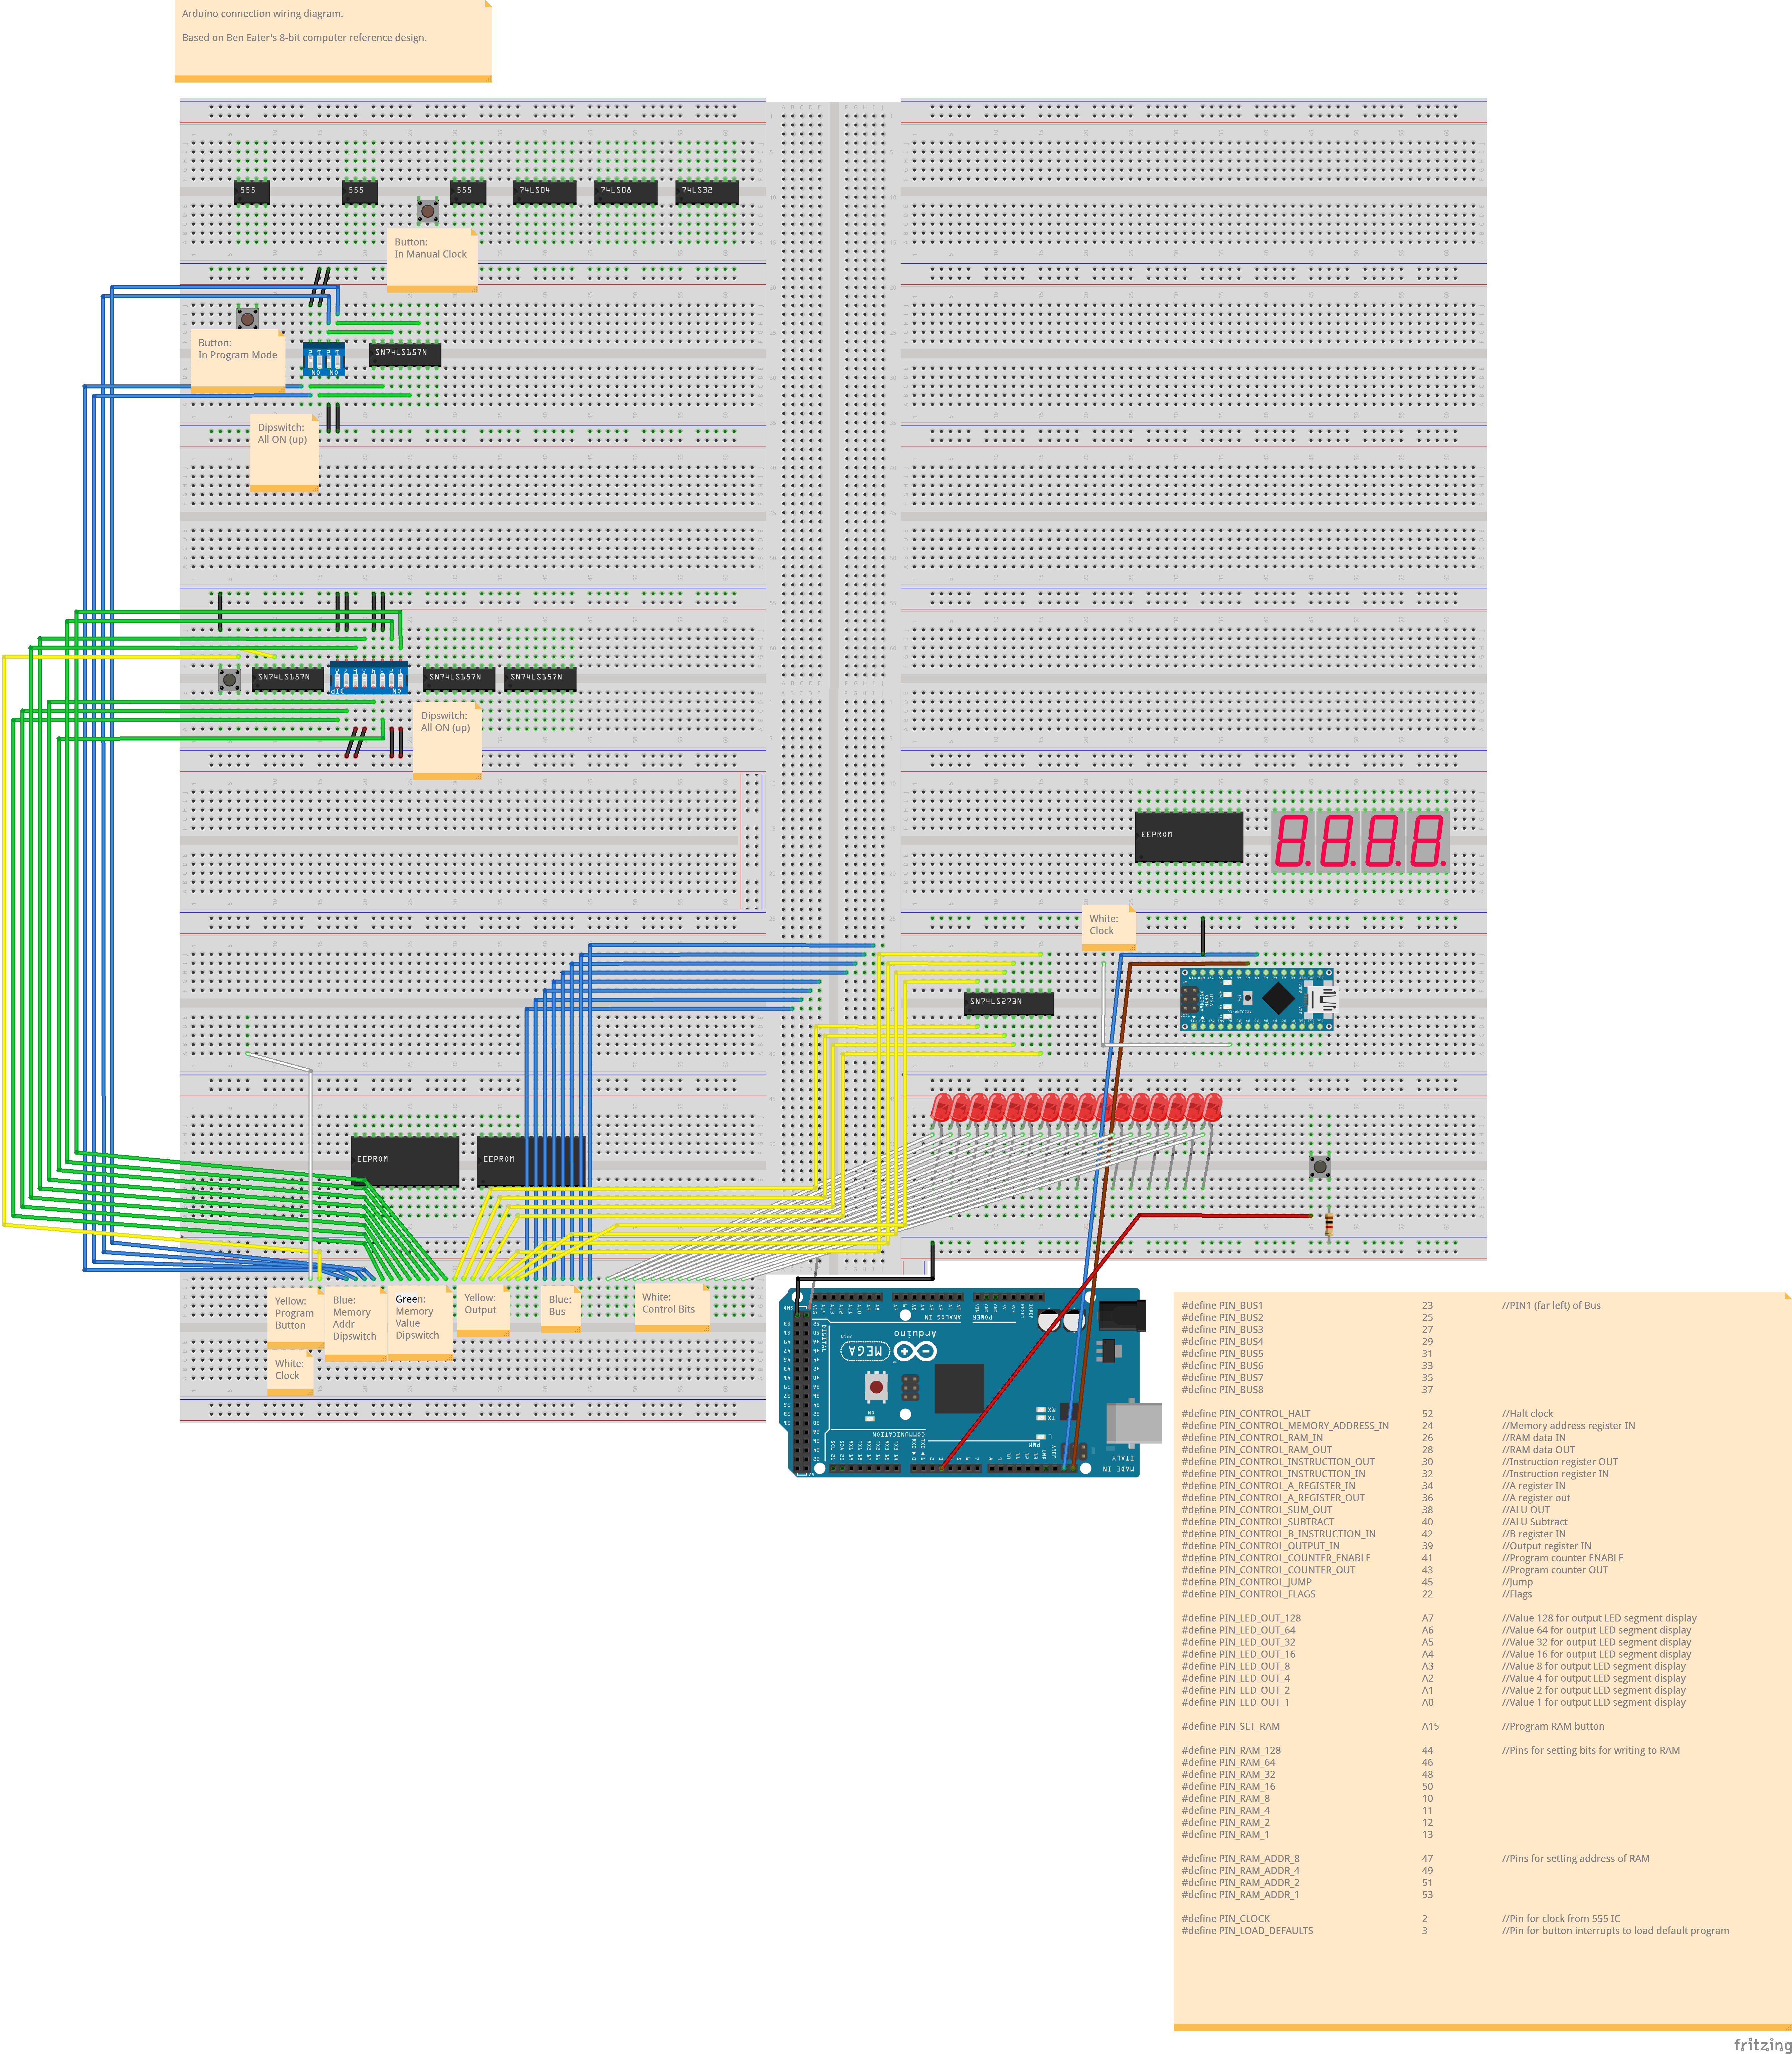 Arduino connection wiring diagram.
Based on Ben Eater's 8-bit computer reference design.
555
555
555
74LS04
74LS08
74LS32
Button:
In Manual Clock
Button:
In Program Mode
SN74LS157N
Dipswitch:
All ON (up)
SN74LS157N
SN74LS157N
SN74LS157N
Dipswitch:
All ON (up)
EEPROM
White:
Clock
SN74LS273N
EEPROM
EEPROM
Yellow:
Program
Button
Blue:
Memory
Addr
Dipswitch
Green:
Memory
Value
Dipswitch
Yellow:
Output
Blue:
Bus
White:
Control Bits
White:
Clock
Arduino
MEGA
DIGITAL
ANALOG IN
POWER
COMMUNICATION
PWM
MADE IN
ITALY
#define PIN_BUS1 23 //PIN1 (far left) of Bus
#define PIN_BUS2 25
#define PIN_BUS3 27
#define PIN_BUS4 29
#define PIN_BUS5 31
#define PIN_BUS6 33
#define PIN_BUS7 35
#define PIN_BUS8 37
#define PIN_CONTROL_HALT 52 //Halt clock
#define PIN_CONTROL_MEMORY_ADDRESS_IN 24 //Memory address register IN
#define PIN_CONTROL_RAM_IN 26 //RAM data IN
#define PIN_CONTROL_RAM_OUT 28 //RAM data OUT
#define PIN_CONTROL_INSTRUCTION_OUT 30 //Instruction register OUT
#define PIN_CONTROL_INSTRUCTION_IN 32 //Instruction register IN
#define PIN_CONTROL_A_REGISTER_IN 34 //A register IN
#define PIN_CONTROL_A_REGISTER_OUT 36 //A register out
#define PIN_CONTROL_SUM_OUT 38 //ALU OUT
#define PIN_CONTROL_SUBTRACT 40 //ALU Subtract
#define PIN_CONTROL_B_INSTRUCTION_IN 42 //B register IN
#define PIN_CONTROL_OUTPUT_IN 39 //Output register IN
#define PIN_CONTROL_COUNTER_ENABLE 41 //Program counter ENABLE
#define PIN_CONTROL_COUNTER_OUT 43 //Program counter OUT
#define PIN_CONTROL_JUMP 45 //Jump
#define PIN_CONTROL_FLAGS 22 //Flags
#define PIN_LED_OUT_128 A7 //Value 128 for output LED segment display
#define PIN_LED_OUT_64 A6 //Value 64 for output LED segment display
#define PIN_LED_OUT_32 A5 //Value 32 for output LED segment display
#define PIN_LED_OUT_16 A4 //Value 16 for output LED segment display
#define PIN_LED_OUT_8 A3 //Value 8 for output LED segment display
#define PIN_LED_OUT_4 A2 //Value 4 for output LED segment display
#define PIN_LED_OUT_2 A1 //Value 2 for output LED segment display
#define PIN_LED_OUT_1 A0 //Value 1 for output LED segment display
#define PIN_SET_RAM A15 //Program RAM button
#define PIN_RAM_128 44 //Pins for setting bits for writing to RAM
#define PIN_RAM_64 46
#define PIN_RAM_32 48
#define PIN_RAM_16 50
#define PIN_RAM_8 10
#define PIN_RAM_4 11
#define PIN_RAM_2 12
#define PIN_RAM_1 13
#define PIN_RAM_ADDR_8 47 //Pins for setting address of RAM
#define PIN_RAM_ADDR_4 49
#define PIN_RAM_ADDR_2 51
#define PIN_RAM_ADDR_1 53
#define PIN_CLOCK 2 //Pin for clock from 555 IC
#define PIN_LOAD_DEFAULTS 3 //Pin for button interrupts to load default program
fritzing